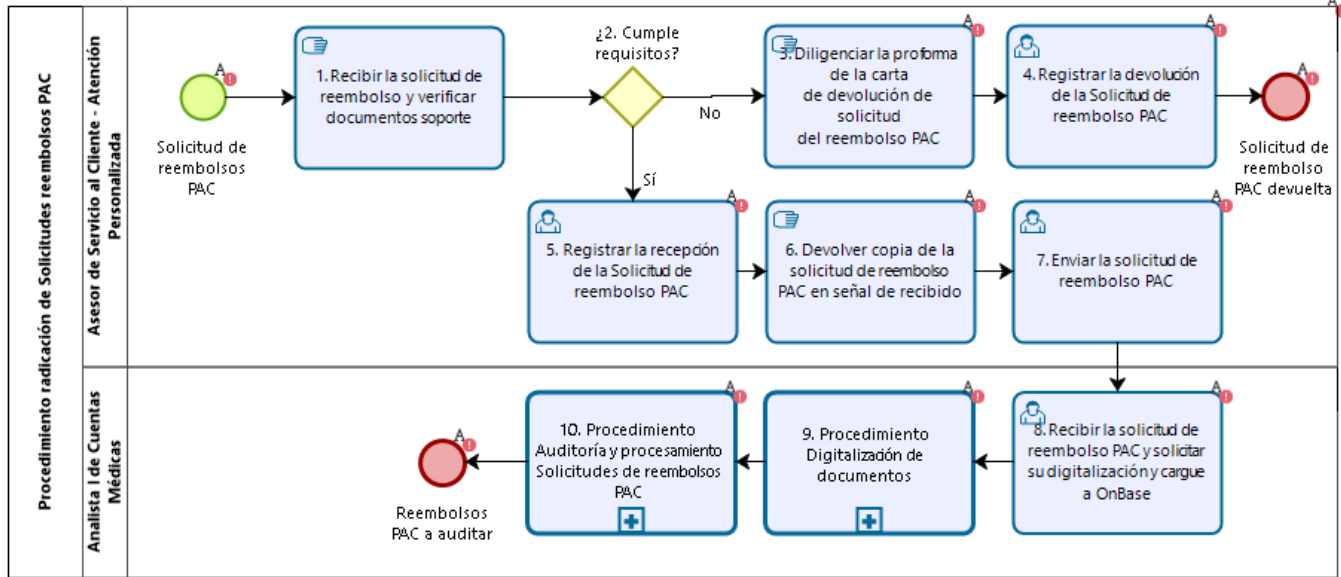 Procedimiento radicación de Solicitudes reembolsos PAC
Asesor de Servicio al Cliente - Atención
Personalizada
A
Solicitud de
reembolsos
PAC
1. Recibir la solicitud de
reembolso y verificar
documentos soporte
¿2. Cumple
requisitos?
No
Sí
A
3. Diligenciar la proforma
de la carta
de devolución de
solicitud
del reembolso PAC
A
4. Registrar la devolución
de la Solicitud de
reembolso PAC
A
A
Solicitud de
reembolso
PAC devuelta
A
5. Registrar la recepción
de la Solicitud de
reembolso PAC
A
6. Devolver copia de la
solicitud de reembolso
PAC en señal de recibido
A
7. Enviar la solicitud de
reembolso PAC
Analista I de Cuentas
Médicas
A
8. Recibir la solicitud de
reembolso PAC y solicitar
su digitalización y cargue
a OnBase
A
9. Procedimiento
Digitalización de
documentos
A
10. Procedimiento
Auditoría y procesamiento
Solicitudes de reembolsos
PAC
A
Reembolsos
PAC a auditar